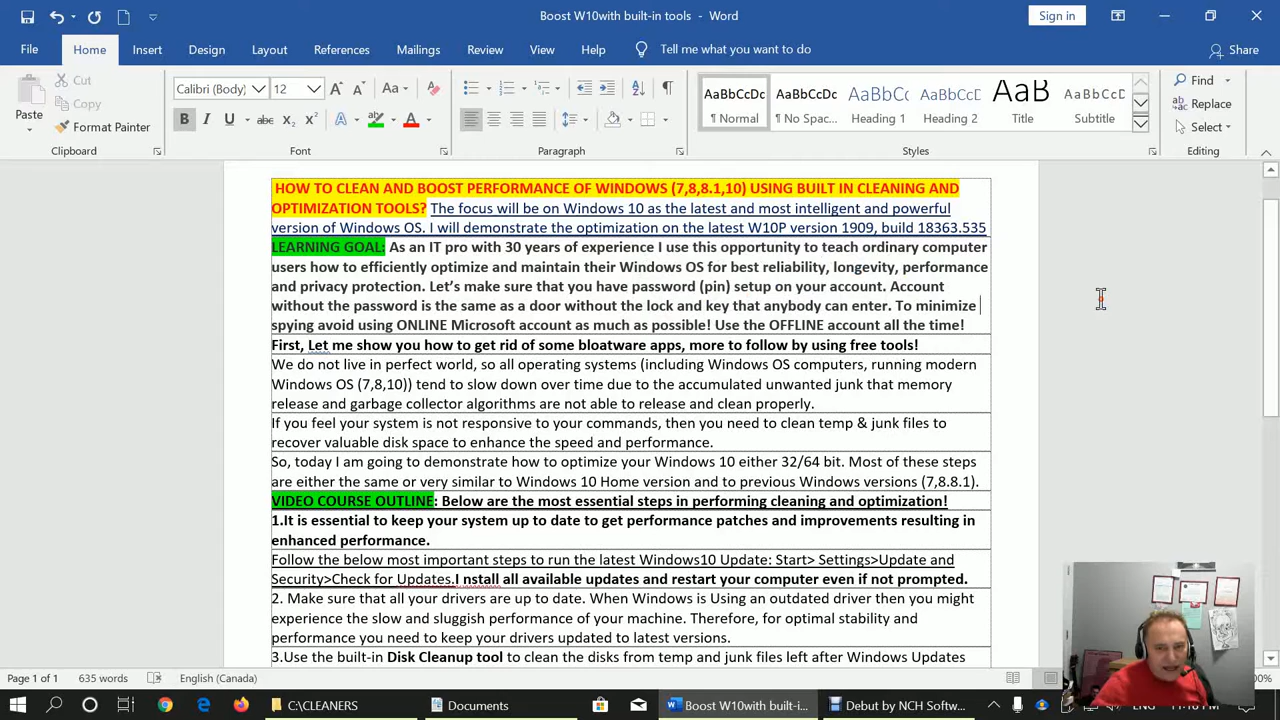 Boost W10with built-in tools - Word
Sign in
File Home Insert Design Layout References Mailings Review View Help Tell me what you want to do Share
Paste
Cut
Copy
Format Painter
Clipboard
Calibri (Body) 12
Font
Paragraph
AaBbCcDc AaBbCcDc AaBbCc AaBbCcD AaB AaBbCcD
¶ Normal ¶ No Spac... Heading 1 Heading 2 Title Subtitle
Styles
Find
Replace
Select
Editing
HOW TO CLEAN AND BOOST PERFORMANCE OF WINDOWS (7,8,8.1,10) USING BUILT IN CLEANING AND
OPTIMIZATION TOOLS? The focus will be on Windows 10 as the latest and most intelligent and powerful
version of Windows OS. I will demonstrate the optimization on the latest W10P version 1909, build 18363.535
LEARNING GOAL: As an IT pro with 30 years of experience I use this opportunity to teach ordinary computer
users how to efficiently optimize and maintain their Windows OS for best reliability, longevity, performance
and privacy protection. Let's make sure that you have password (pin) setup on your account. Account
without the password is the same as a door without the lock and key that anybody can enter. To minimize
spying avoid using ONLINE Microsoft account as much as possible! Use the OFFLINE account all the time!
First, Let me show you how to get rid of some bloatware apps, more to follow by using free tools!
We do not live in perfect world, so all operating systems (including Windows OS computers, running modern
Windows OS (7,8,10)) tend to slow down over time due to the accumulated unwanted junk that memory
release and garbage collector algorithms are not able to release and clean properly.
If you feel your system is not responsive to your commands, then you need to clean temp & junk files to
recover valuable disk space to enhance the speed and performance.
So, today I am going to demonstrate how to optimize your Windows 10 either 32/64 bit. Most of these steps
are either the same or very similar to Windows 10 Home version and to previous Windows versions (7,8.8.1).
VIDEO COURSE OUTLINE: Below are the most essential steps in performing cleaning and optimization!
1.It is essential to keep your system up to date to get performance patches and improvements resulting in
enhanced performance.
Follow the below most important steps to run the latest Windows10 Update: Start> Settings>Update and
Security>Check for Updates.I nstall all available updates and restart your computer even if not prompted.
2. Make sure that all your drivers are up to date. When Windows is Using an outdated driver then you might
experience the slow and sluggish performance of your machine. Therefore, for optimal stability and
performance you need to keep your drivers updated to latest versions.
3.Use the built-in Disk Cleanup tool to clean the disks from temp and junk files left after Windows Updates
Page 1 of 1 635 words English (Canada)
C:\CLEANERS Documents Boost W10with built-i... Debut by NCH Softw...